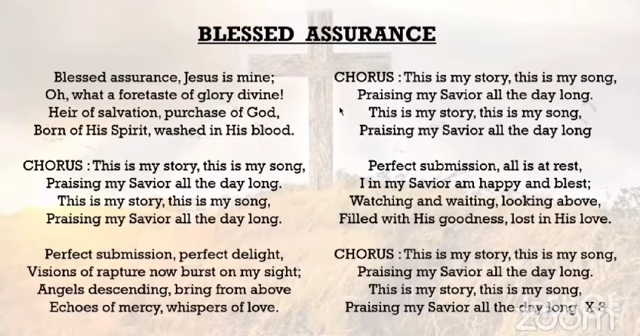 BLESSED ASSURANCE
Blessed assurance, Jesus is mine;
Oh, what a foretaste of glory divine!
Heir of salvation, purchase of God,
Born of His Spirit, washed in His blood.
CHORUS : This is my story, this is my song,
Praising my Savior all the day long.
This is my story, this is my song,
Praising my Savior all the day long.
Perfect submission, perfect delight,
Visions of rapture now burst on my sight;
Angels descending, bring from above
Echoes of mercy, whispers of love.
CHORUS : This is my story, this is my song,
Praising my Savior all the day long.
This is my story, this is my song,
Praising my Savior all the day long
Perfect submission, all is at rest,
I in my Savior am happy and blest;
Watching and waiting, looking above,
Filled with His goodness, lost in His love.
CHORUS : This is my story, this is my song,
Praising my Savior all the day long.
This is my story, this is my song,
Praising my Savior all the day long X
zoom